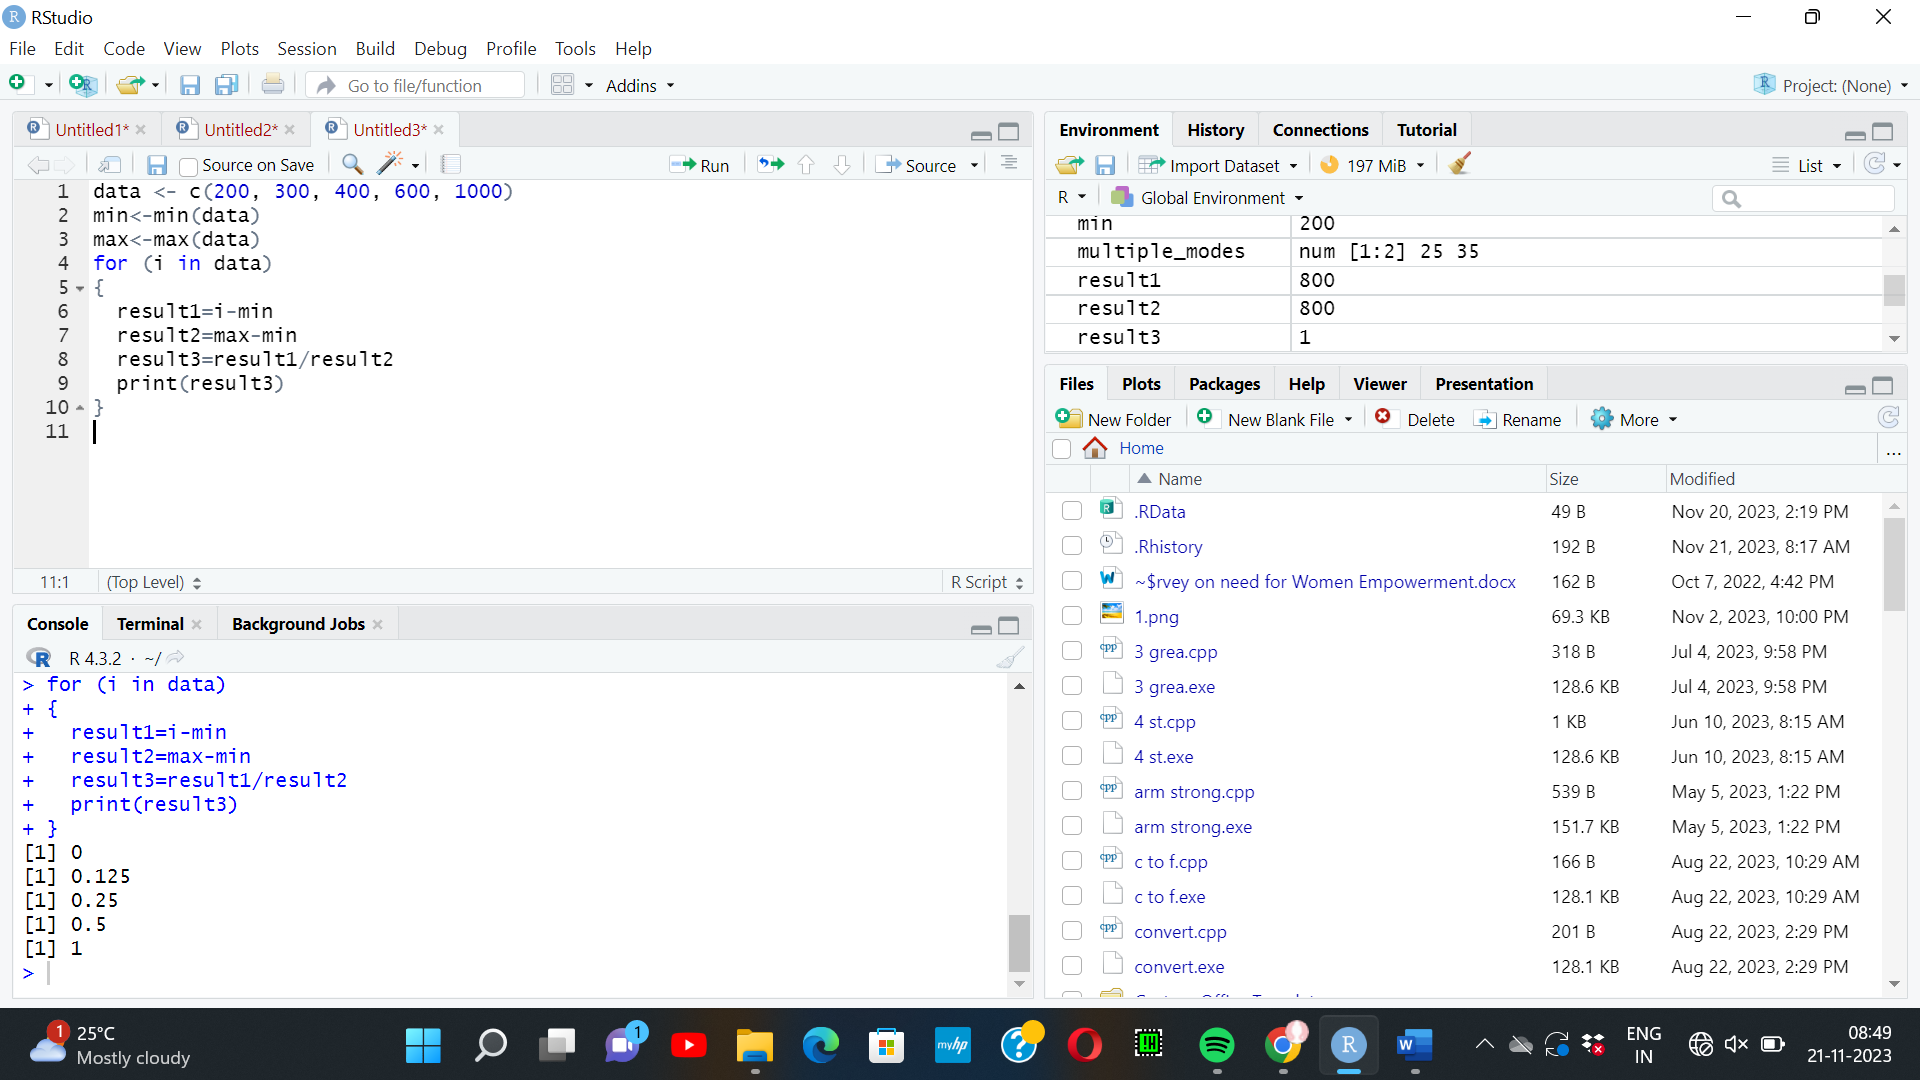 RStudio
File Edit Code View Plots Session Build Debug Profile Tools Help
Go to file/function Addins Project: (None)
Untitled1* Untitled2* Untitled3*
Source on Save Run Source
1 data <- c(200, 300, 400, 600, 1000)
2 min<-min(data)
3 max<-max(data)
4 for (i in data)
5 {
6 result1=i-min
7 result2=max-min
8 result3=result1/result2
9 print(result3)
10 }
11
11:1 (Top Level) R Script
Console Terminal Background Jobs
R 4.3.2 · ~/
> for (i in data)
+ {
+ result1=i-min
+ result2=max-min
+ result3=result1/result2
+ print(result3)
+ }
[1] 0
[1] 0.125
[1] 0.25
[1] 0.5
[1] 1
>
Environment History Connections Tutorial
Import Dataset 197 MiB List
R Global Environment
min 200
multiple_modes num [1:2] 25 35
result1 800
result2 800
result3 1
Files Plots Packages Help Viewer Presentation
New Folder New Blank File Delete Rename More
Home ...
Name Size Modified
.RData 49 B Nov 20, 2023, 2:19 PM
.Rhistory 192 B Nov 21, 2023, 8:17 AM
~$rvey on need for Women Empowerment.docx 162 B Oct 7, 2022, 4:42 PM
1.png 69.3 KB Nov 2, 2023, 10:00 PM
3 grea.cpp 318 B Jul 4, 2023, 9:58 PM
3 grea.exe 128.6 KB Jul 4, 2023, 9:58 PM
4 st.cpp 1 KB Jun 10, 2023, 8:15 AM
4 st.exe 128.6 KB Jun 10, 2023, 8:15 AM
arm strong.cpp 539 B May 5, 2023, 1:22 PM
arm strong.exe 151.7 KB May 5, 2023, 1:22 PM
c to f.cpp 166 B Aug 22, 2023, 10:29 AM
c to f.exe 128.1 KB Aug 22, 2023, 10:29 AM
convert.cpp 201 B Aug 22, 2023, 2:29 PM
convert.exe 128.1 KB Aug 22, 2023, 2:29 PM
1 25°C
Mostly cloudy
1
myhp
ENG
IN
08:49
21-11-2023